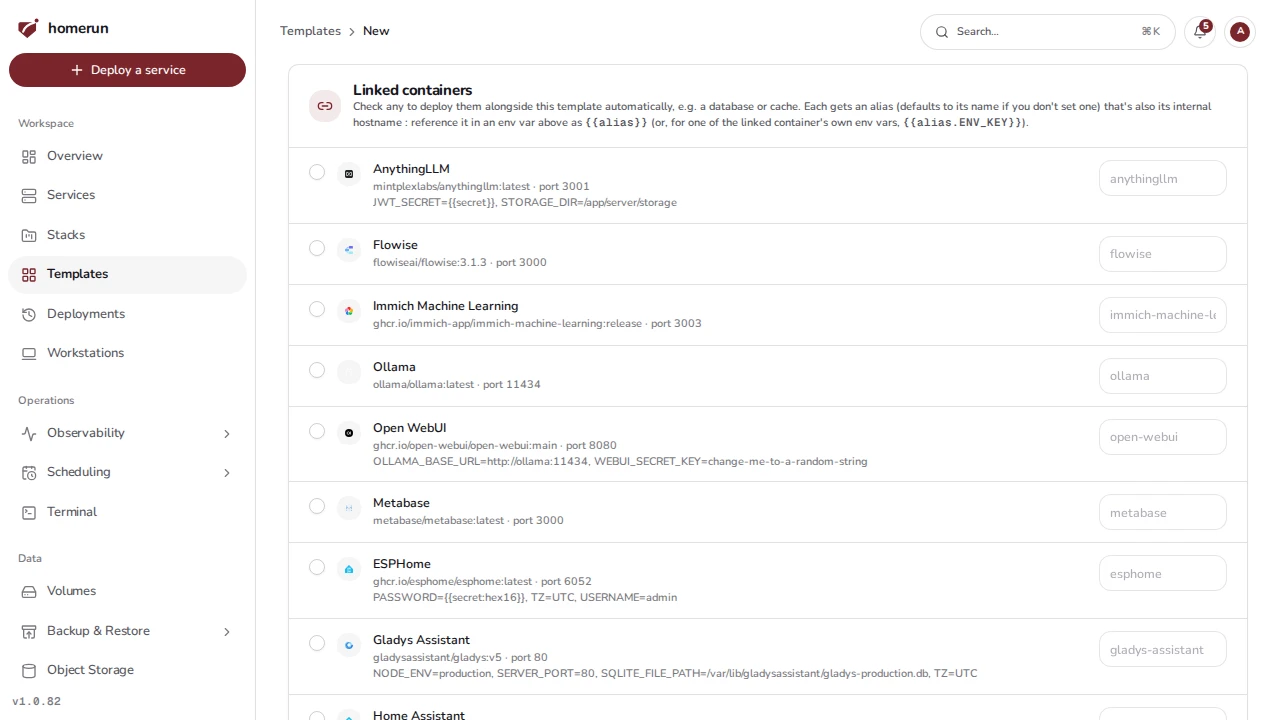 homerun
Deploy a service
Workspace
Overview
Services
Stacks
Templates
Deployments
Workstations
Operations
Observability
Scheduling
Terminal
Data
Volumes
Backup & Restore
Object Storage
v1.0.82
Templates > New
Search...
⌘K
5
A
Linked containers
Check any to deploy them alongside this template automatically, e.g. a database or cache. Each gets an alias (defaults to its name if you don't set one) that's also its internal
hostname : reference it in an env var above as {{alias}} (or, for one of the linked container's own env vars, {{alias.ENV_KEY}}).
AnythingLLM
mintplexlabs/anythingllm:latest · port 3001
JWT_SECRET={{secret}}, STORAGE_DIR=/app/server/storage
anythingllm
Flowise
flowiseai/flowise:3.1.3 · port 3000
flowise
Immich Machine Learning
ghcr.io/immich-app/immich-machine-learning:release · port 3003
immich-machine-le
Ollama
ollama/ollama:latest · port 11434
ollama
Open WebUI
ghcr.io/open-webui/open-webui:main · port 8080
OLLAMA_BASE_URL=http://ollama:11434, WEBUI_SECRET_KEY=change-me-to-a-random-string
open-webui
Metabase
metabase/metabase:latest · port 3000
metabase
ESPHome
ghcr.io/esphome/esphome:latest · port 6052
PASSWORD={{secret:hex16}}, TZ=UTC, USERNAME=admin
esphome
Gladys Assistant
gladysassistant/gladys:v5 · port 80
NODE_ENV=production, SERVER_PORT=80, SQLITE_FILE_PATH=/var/lib/gladysassistant/gladys-production.db, TZ=UTC
gladys-assistant
Home Assistant